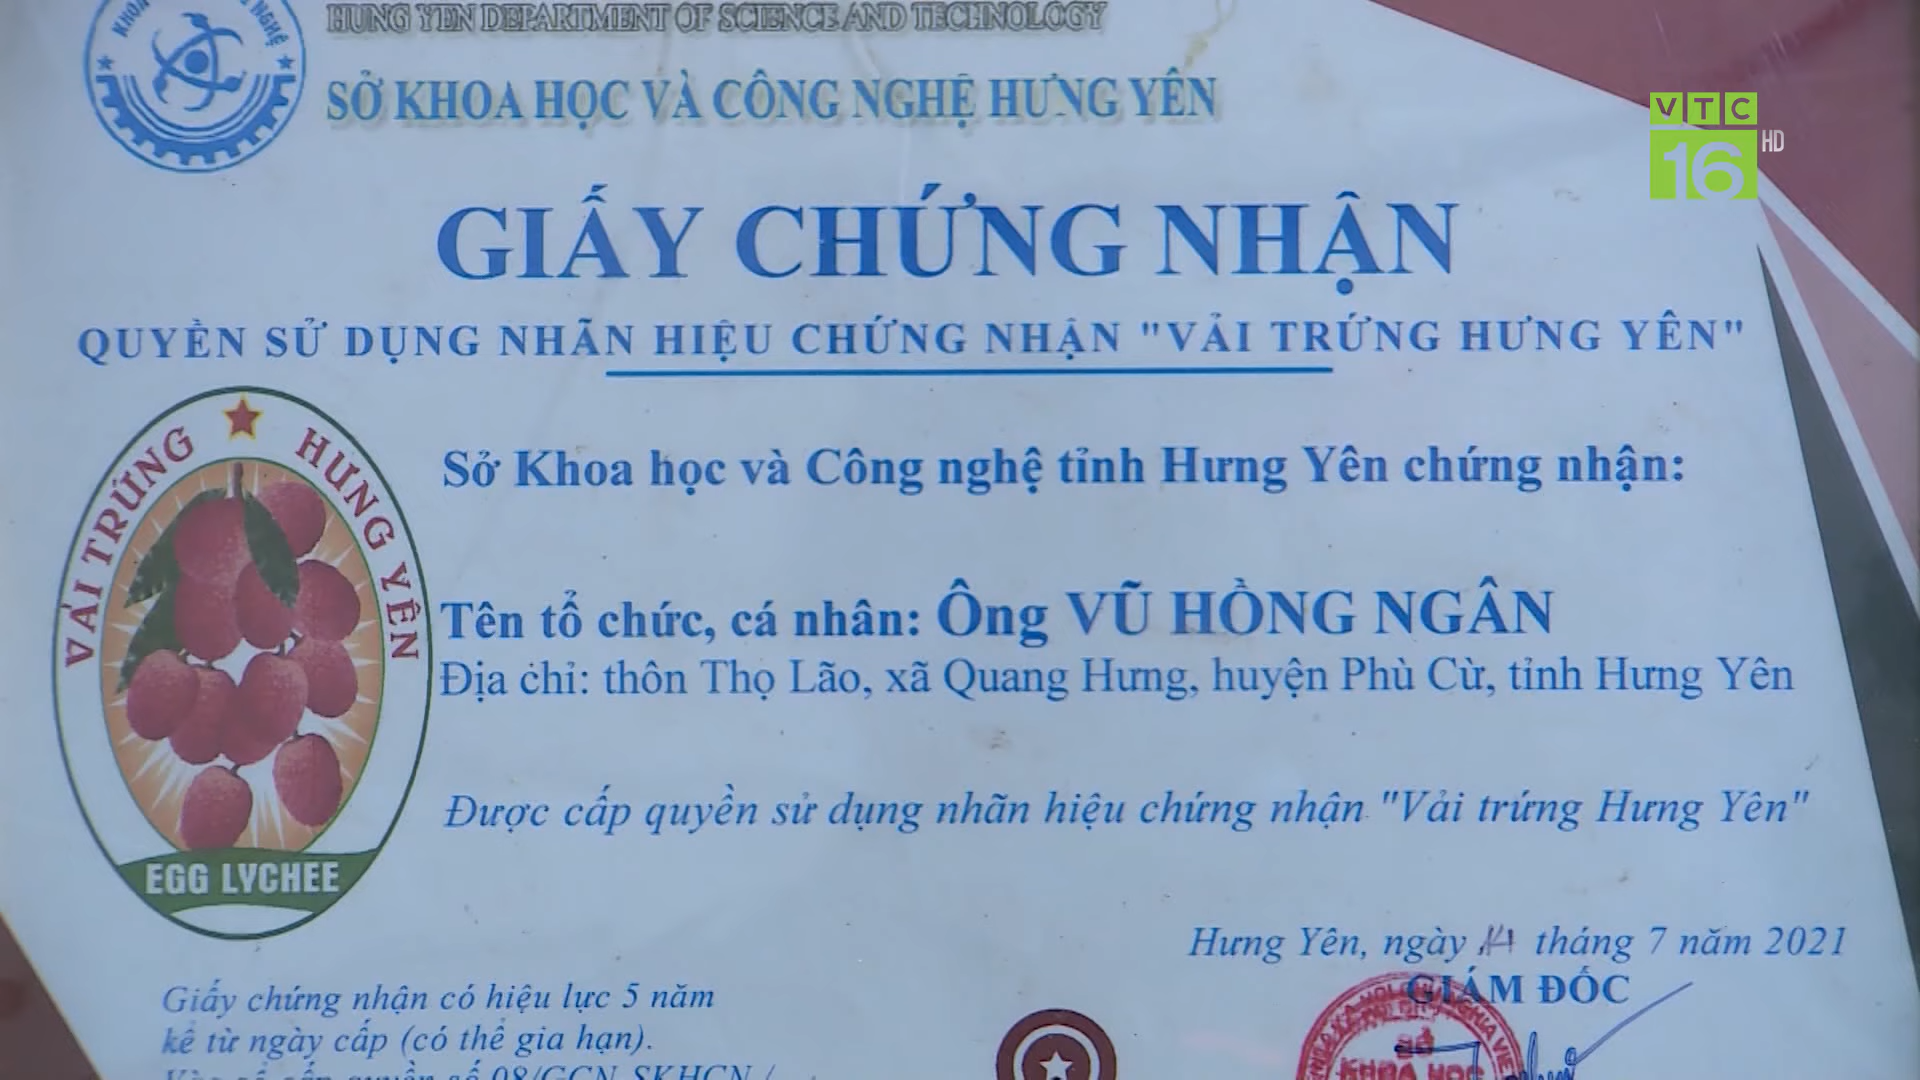 HUNG YEN DEPARTMENT OF SCIENCE AND TECHNOLOGY
SỞ KHOA HỌC VÀ CÔNG NGHỆ HƯNG YÊN
VTC
16 HD
GIẤY CHỨNG NHẬN
QUYỀN SỬ DỤNG NHÃN HIỆU CHỨNG NHẬN "VẢI TRỨNG HƯNG YÊN"
VẢI TRỨNG HƯNG YÊN
EGG LYCHEE
Sở Khoa học và Công nghệ tỉnh Hưng Yên chứng nhận:
Tên tổ chức, cá nhân: Ông VŨ HỒNG NGÂN
Địa chỉ: thôn Thọ Lão, xã Quang Hưng, huyện Phù Cừ, tỉnh Hưng Yên
Được cấp quyền sử dụng nhãn hiệu chứng nhận "Vải trứng Hưng Yên"
Hưng Yên, ngày 14 tháng 7 năm 2021
GIÁM ĐỐC
Giấy chứng nhận có hiệu lực 5 năm
kể từ ngày cấp (có thể gia hạn).
SỞ
KHOA HỌC